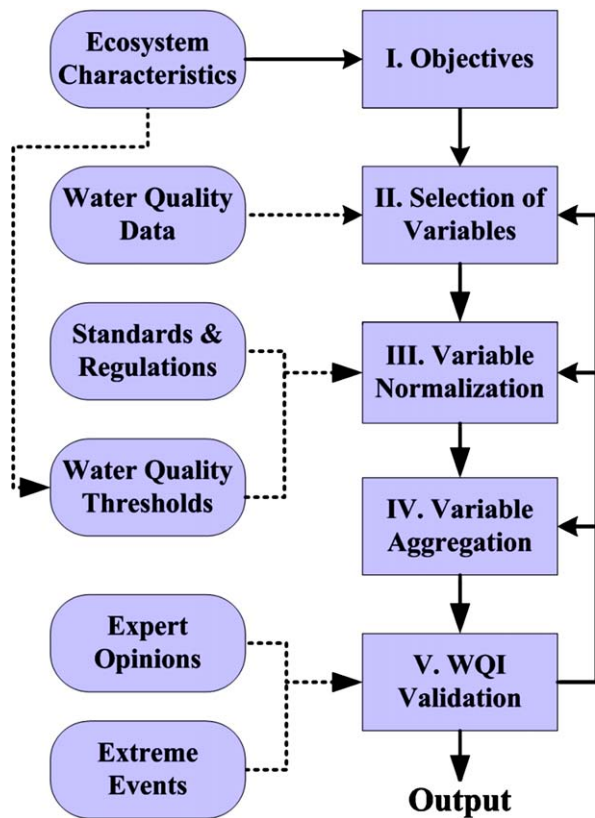 Ecosystem
Characteristics
I. Objectives
Water Quality
Data
II. Selection of
Variables
Standards &
Regulations
III. Variable
Normalization
Water Quality
Thresholds
IV. Variable
Aggregation
Expert
Opinions
V. WQI
Validation
Extreme
Events
Output